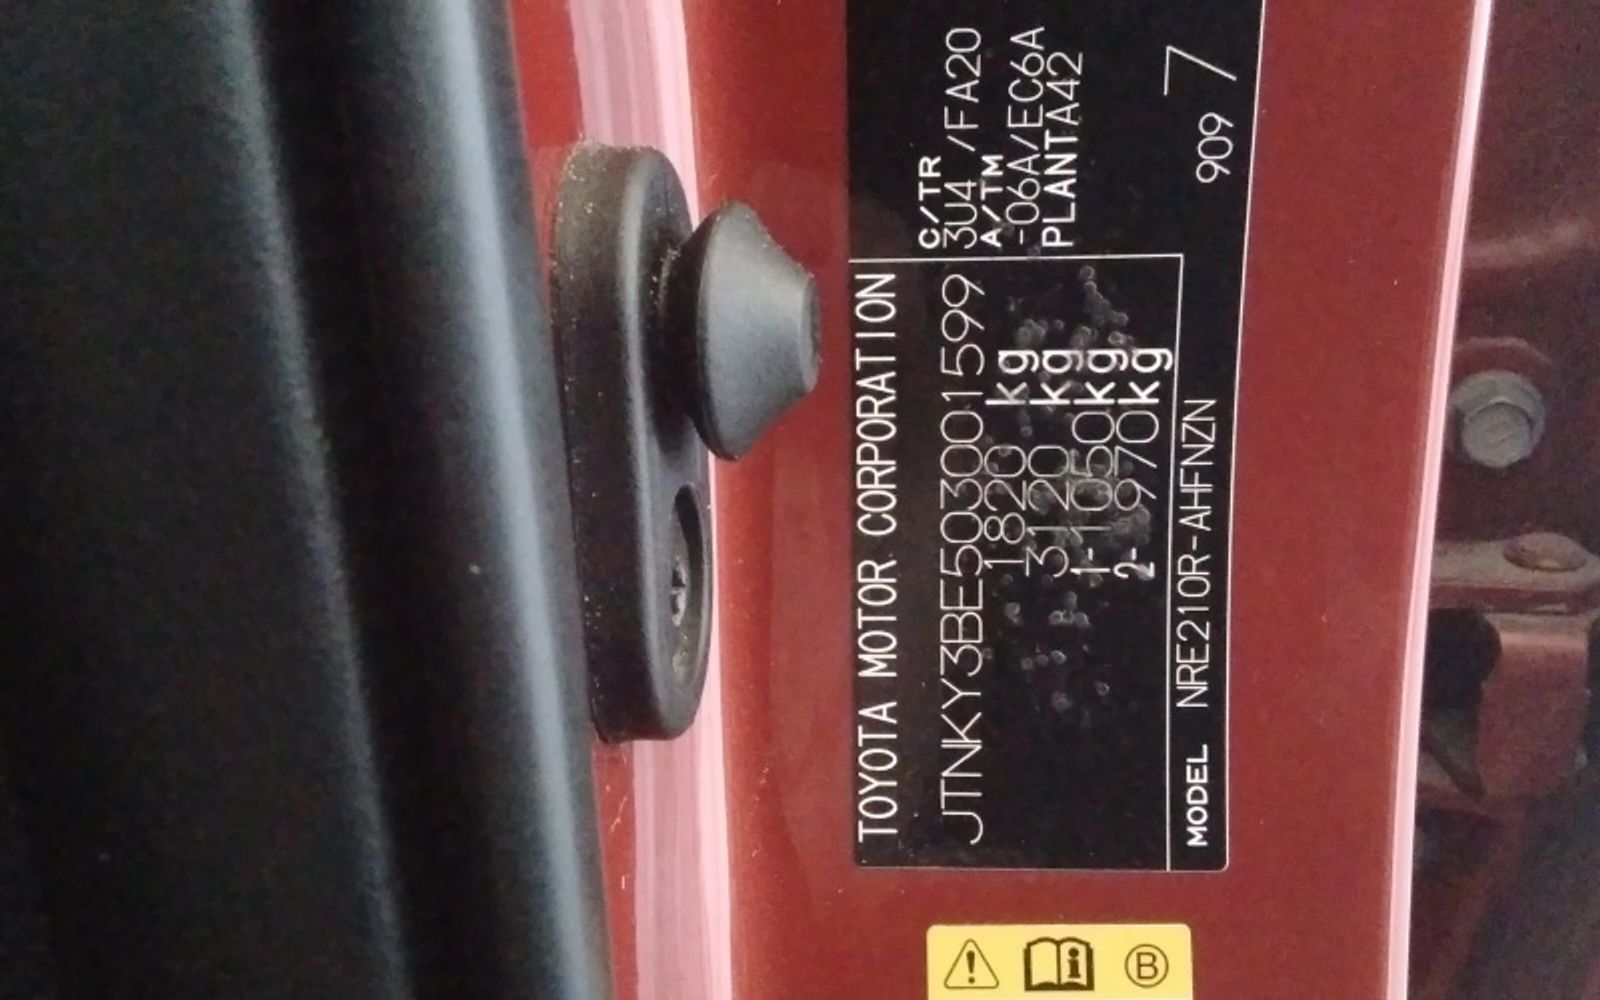 TOYOTA MOTOR CORPORATION
JTNKY3BE503001599
1820 kg
3120 kg
1- 1050 kg
2- 970 kg
C/TR
3U4 /FA20
A/TM
-06A/EC6A
PLANTA42
MODEL NRE210R-AHFNZN
909 7
B